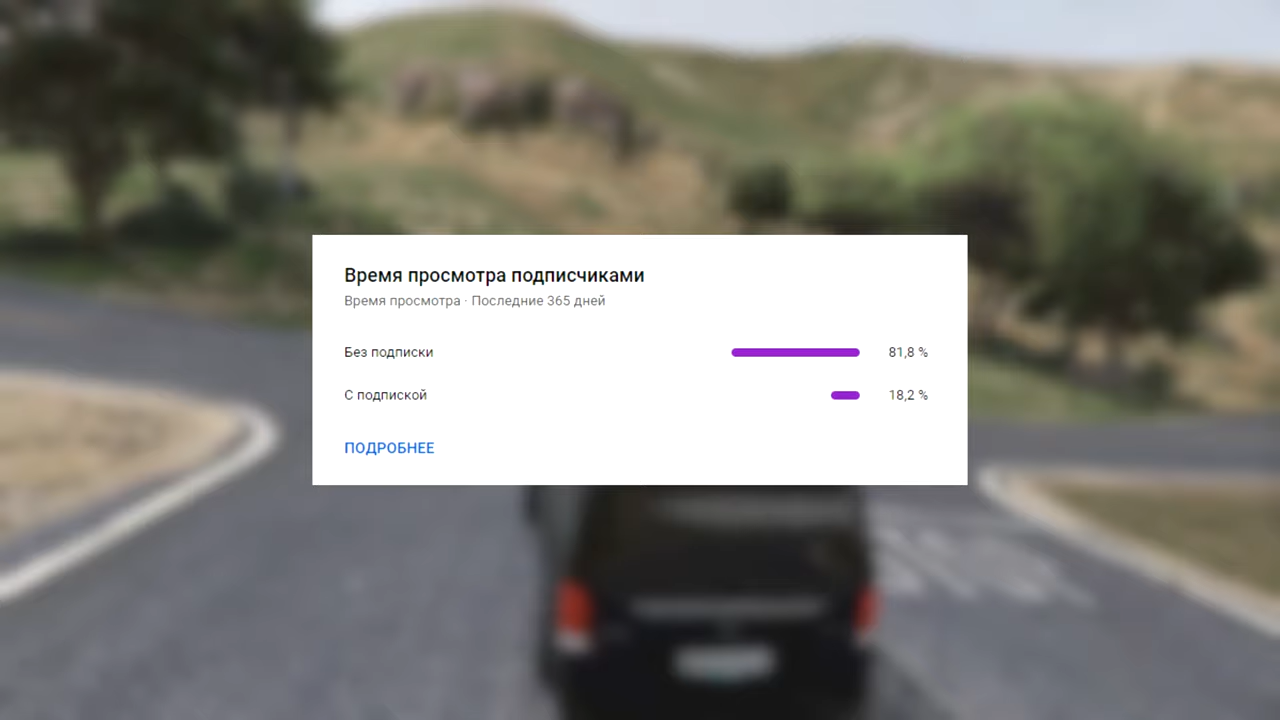 Время просмотра подписчиками
Время просмотра · Последние 365 дней
Без подписки 81,8 %
С подпиской 18,2 %
ПОДРОБНЕЕ